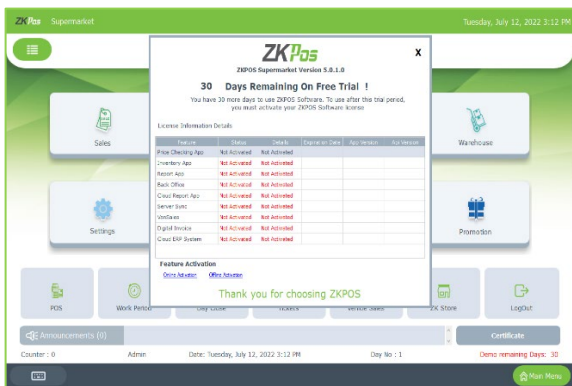 ZKPos Supermarket
Tuesday, July 12, 2022 3:12 PM
ZKPos
X
ZKPOS Supermarket Version 5.0.1.0
30 Days Remaining On Free Trial !
You have 30 more days to use ZKPOS Software. To use after this trial period,
you must activate your ZKPOS Software license
License Information Details
Feature Status Details Expiration Date App Version Api Version
Price Checking App Not Activated Not Activated
Inventory App Not Activated Not Activated
Report App Not Activated Not Activated
Back Office Not Activated Not Activated
Cloud Report App Not Activated Not Activated
Server Sync Not Activated Not Activated
VanSales Not Activated Not Activated
Digital Invoice Not Activated Not Activated
Cloud ERP System Not Activated Not Activated
Feature Activation
Online Activation Offline Activation
Thank you for choosing ZKPOS
Sales
Warehouse
Settings
Promotion
POS
Work Period
Day Close
Tickets
Vehicle Sales
ZK Store
LogOut
Announcements (0)
Certificate
Counter : 0 Admin Date: Tuesday, July 12, 2022 3:12 PM Day No : 1 Demo remaining Days: 30
Main Menu